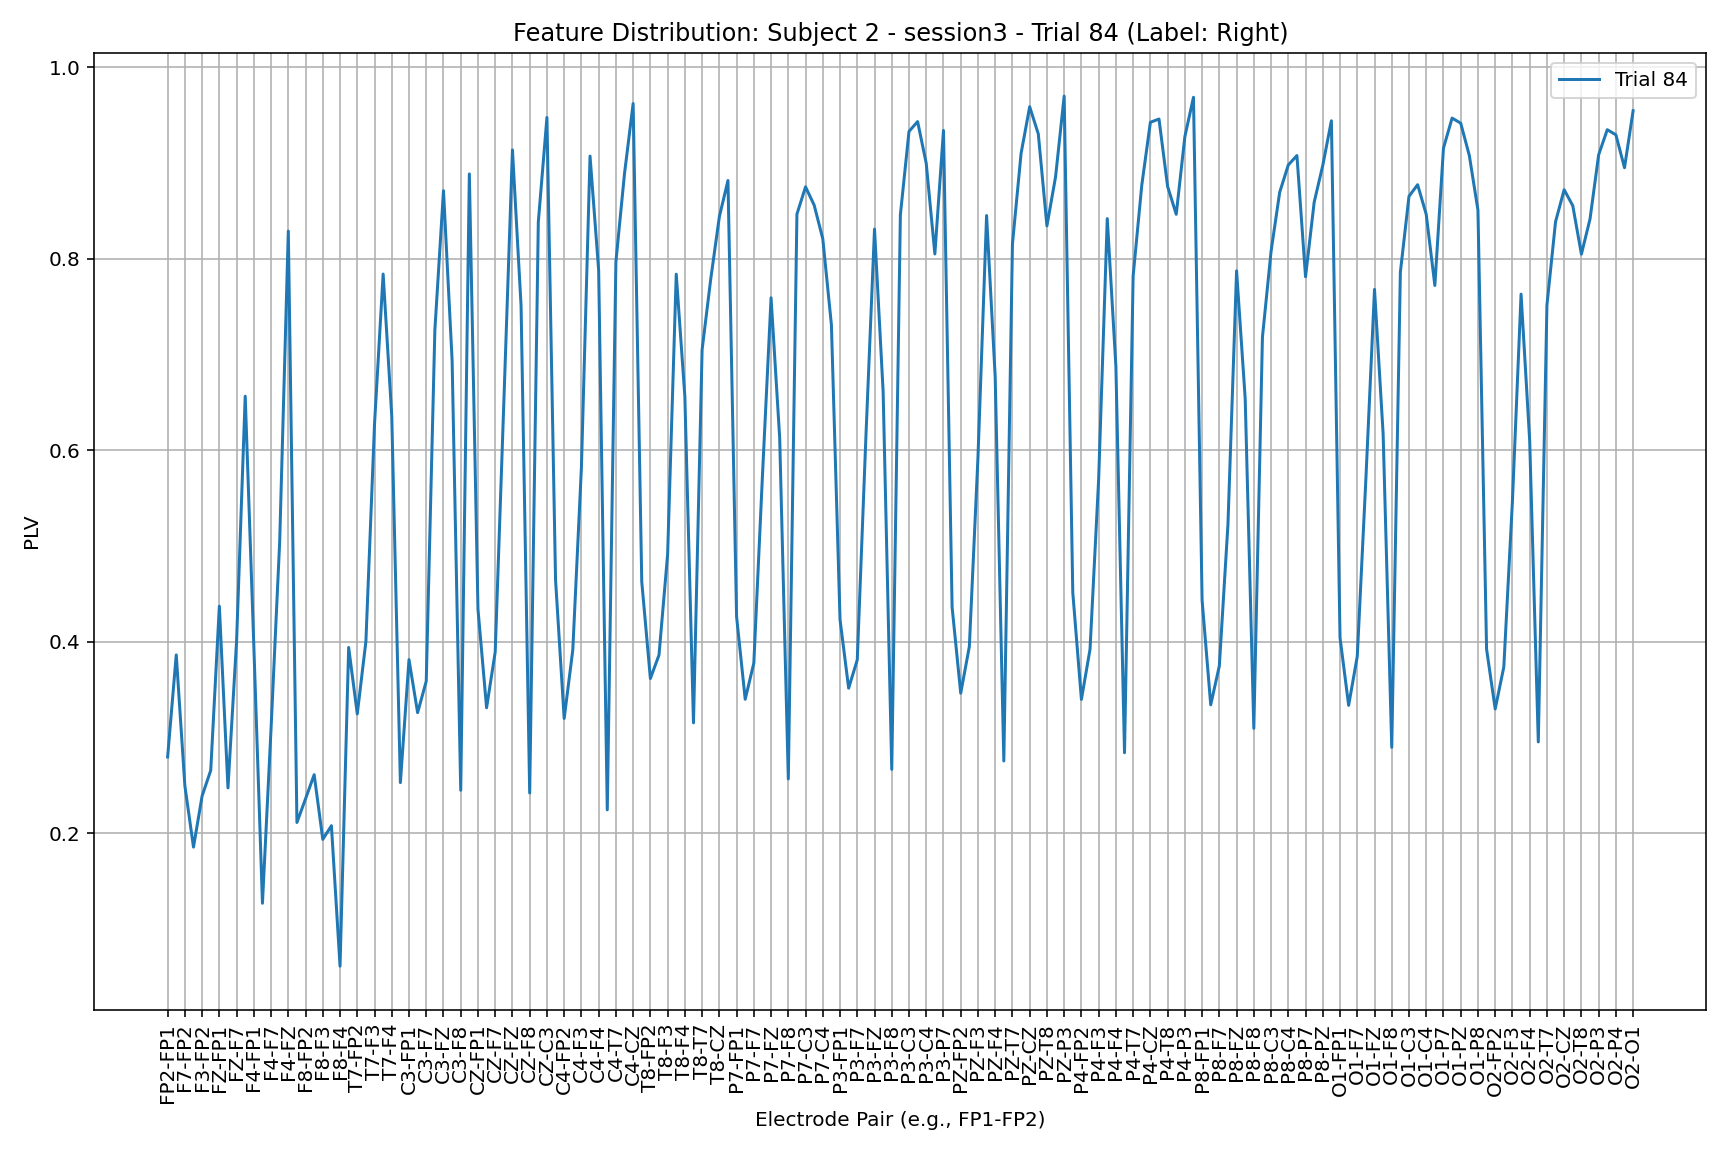 Feature Distribution: Subject 2 - session3 - Trial 84 (Label: Right)
Trial 84
1.0
0.8
0.6
0.4
0.2
PLV
FP2-FP1
F7-FP2
F3-FP2
FZ-FP1
FZ-F7
F4-FP1
F4-F7
F4-FZ
F8-FP2
F8-F3
F8-F4
T7-FP2
T7-F3
T7-F4
C3-FP1
C3-F7
C3-FZ
C3-F8
CZ-FP1
CZ-F7
CZ-FZ
CZ-F8
CZ-C3
C4-FP2
C4-F3
C4-F4
C4-T7
C4-CZ
T8-FP2
T8-F3
T8-F4
T8-T7
T8-CZ
P7-FP1
P7-F7
P7-FZ
P7-F8
P7-C3
P7-C4
P3-FP1
P3-F7
P3-FZ
P3-F8
P3-C3
P3-C4
P3-P7
PZ-FP2
PZ-F3
PZ-F4
PZ-T7
PZ-CZ
PZ-T8
PZ-P3
P4-FP2
P4-F3
P4-F4
P4-T7
P4-CZ
P4-T8
P4-P3
P8-FP1
P8-F7
P8-FZ
P8-F8
P8-C3
P8-C4
P8-P7
P8-PZ
O1-FP1
O1-F7
O1-FZ
O1-F8
O1-C3
O1-C4
O1-P7
O1-PZ
O1-P8
O2-FP2
O2-F3
O2-F4
O2-T7
O2-CZ
O2-T8
O2-P3
O2-P4
O2-O1
Electrode Pair (e.g., FP1-FP2)